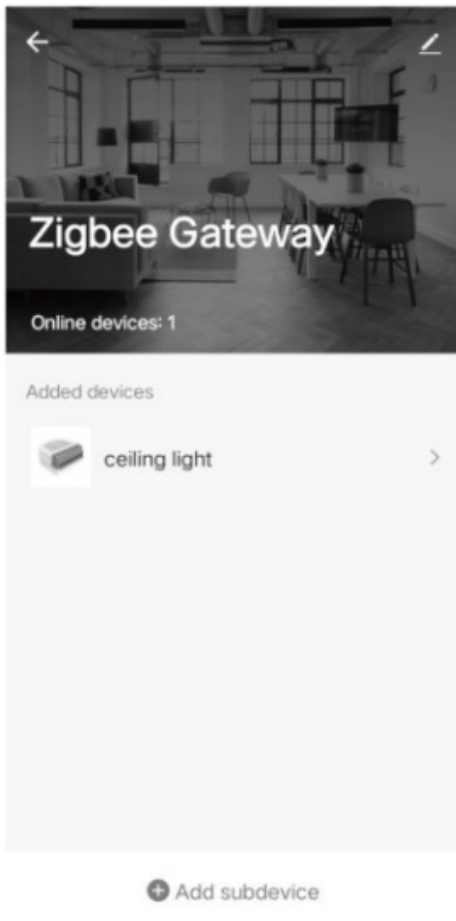 Zigbee Gateway
Online devices: 1
Added devices
ceiling light
Add subdevice